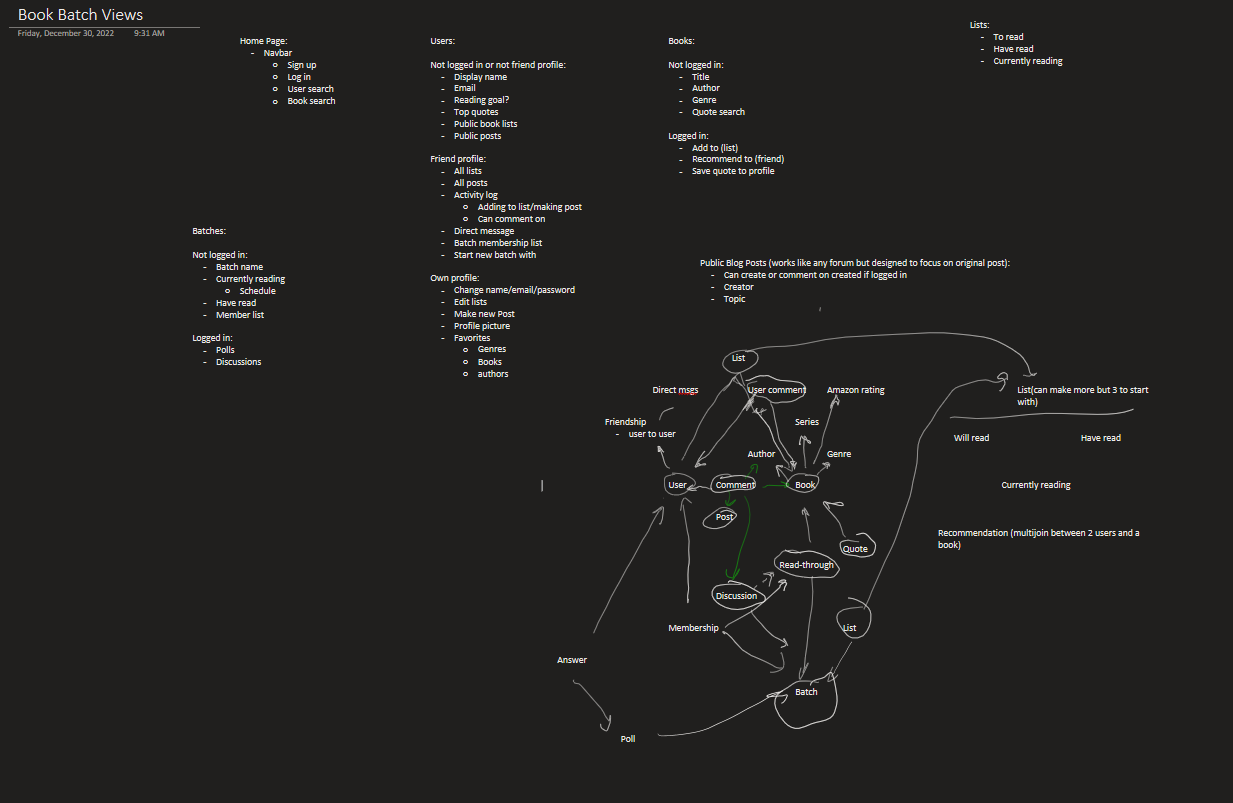 Book Batch Views
Friday, December 30, 2022 9:31 AM
Home Page:
- Navbar
o Sign up
o Log in
o User search
o Book search
Users:
Not logged in or not friend profile:
- Display name
- Email
- Reading goal?
- Top quotes
- Public book lists
- Public posts
Friend profile:
- All lists
- All posts
- Activity log
o Adding to list/making post
o Can comment on
- Direct message
- Batch membership list
- Start new batch with
Own profile:
- Change name/email/password
- Edit lists
- Make new Post
- Profile picture
- Favorites
o Genres
o Books
o authors
Books:
Not logged in:
- Title
- Author
- Genre
- Quote search
Logged in:
- Add to (list)
- Recommend to (friend)
- Save quote to profile
Lists:
- To read
- Have read
- Currently reading
Batches:
Not logged in:
- Batch name
- Currently reading
o Schedule
- Have read
- Member list
Logged in:
- Polls
- Discussions
Public Blog Posts (works like any forum but designed to focus on original post):
- Can create or comment on created if logged in
- Creator
- Topic
List
Direct msgs
User comment
Amazon rating
List(can make more but 3 to start
with)
Friendship
- user to user
Series
Will read
Have read
Author
Genre
User
Comment
Book
Currently reading
Post
Recommendation (multijoin between 2 users and a
book)
Quote
Read-through
Discussion
Membership
List
Answer
Batch
Poll